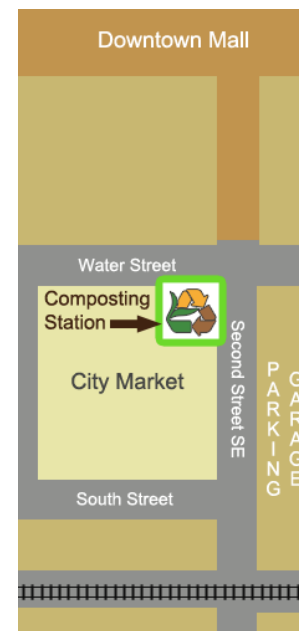 Downtown Mall
Water Street
Composting
Station
City Market
Second Street SE
PARKING
GARAGE
South Street